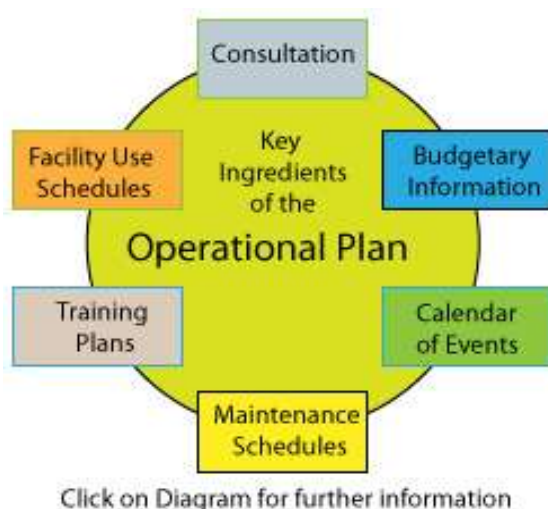 Consultation
Key
Ingredients
of the
Operational Plan
Facility Use
Schedules
Budgetary
Information
Training
Plans
Calendar
of Events
Maintenance
Schedules
Click on Diagram for further information